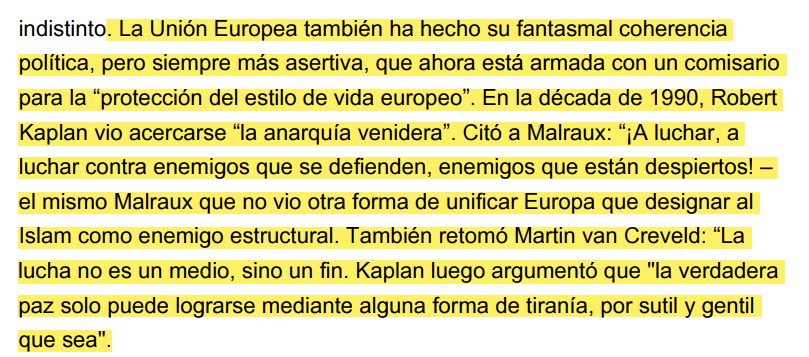 indistinto. La Unión Europea también ha hecho su fantasmal coherencia
política, pero siempre más asertiva, que ahora está armada con un comisario
para la “protección del estilo de vida europeo”. En la década de 1990, Robert
Kaplan vio acercarse “la anarquía venidera”. Citó a Malraux: “¡A luchar, a
luchar contra enemigos que se defienden, enemigos que están despiertos! –
el mismo Malraux que no vio otra forma de unificar Europa que designar al
Islam como enemigo estructural. También retomó Martin van Creveld: “La
lucha no es un medio, sino un fin. Kaplan luego argumentó que "la verdadera
paz solo puede lograrse mediante alguna forma de tiranía, por sutil y gentil
que sea".